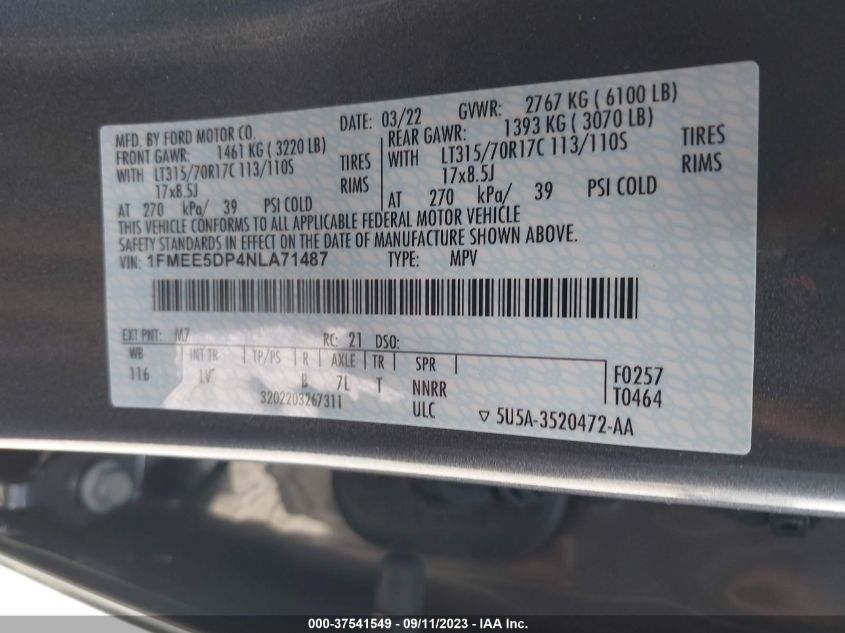 MFD. BY FORD MOTOR CO.
DATE: 03/22 GVWR: 2767 KG ( 6100 LB)
FRONT GAWR: 1461 KG ( 3220 LB)
WITH LT315/70R17C 113/110S TIRES
17x8.5J RIMS
AT 270 kPa/ 39 PSI COLD
REAR GAWR: 1393 KG ( 3070 LB)
WITH LT315/70R17C 113/110S TIRES
17x8.5J RIMS
AT 270 kPa/ 39 PSI COLD
THIS VEHICLE CONFORMS TO ALL APPLICABLE FEDERAL MOTOR VEHICLE
SAFETY STANDARDS IN EFFECT ON THE DATE OF MANUFACTURE SHOWN ABOVE.
VIN: 1FMEE5DP4NLA71487 TYPE: MPV
EXT PNT: M7 RC: 21 DSO:
WB INT TR TP/PS R AXLE TR SPR
116 LV B 7L T NNRR
3202203267311 ULC
F0257
T0464
▽ 5U5A-3520472-AA
000-37541549 - 09/11/2023 - IAA Inc.